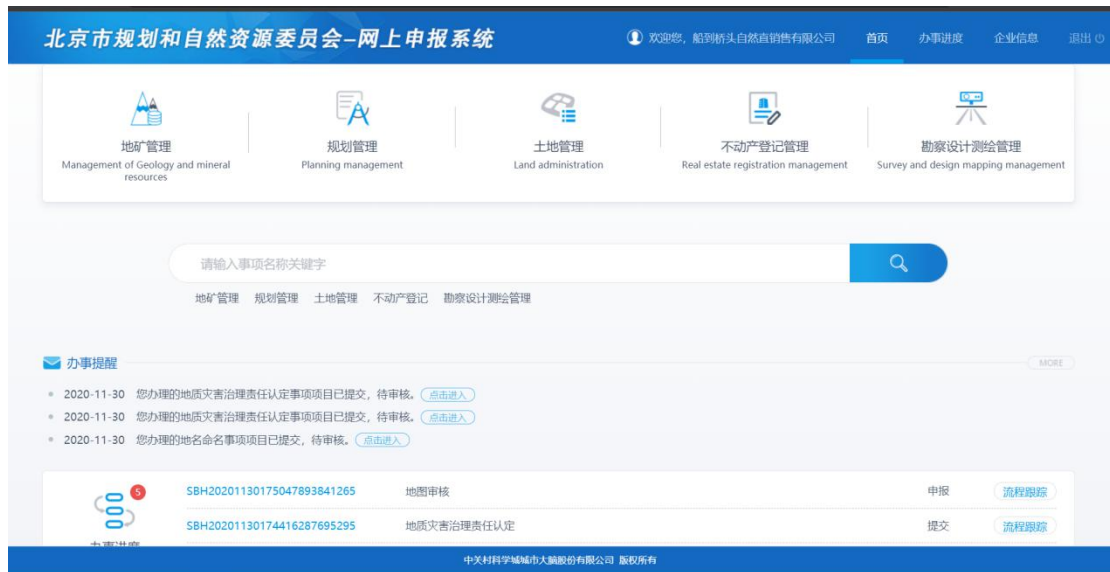 北京市规划和自然资源委员会-网上申报系统
欢迎您，船到桥头自然直销售有限公司 首页 办事进度 企业信息 退出
地矿管理
Management of Geology and mineral
resources
规划管理
Planning management
土地管理
Land administration
不动产登记管理
Real estate registration management
勘察设计测绘管理
Survey and design mapping management
请输入事项名称关键字
地矿管理 规划管理 土地管理 不动产登记 勘察设计测绘管理
办事提醒 MORE
2020-11-30 您办理的地质灾害治理责任认定事项项目已提交，待审核。 点击进入
2020-11-30 您办理的地质灾害治理责任认定事项项目已提交，待审核。 点击进入
2020-11-30 您办理的地名命名事项项目已提交，待审核。 点击进入
5
SBH20201130175047893841265 地图审核 申报 流程跟踪
SBH20201130174416287695295 地质灾害治理责任认定 提交 流程跟踪
办事进度
中关村科学城城市大脑股份有限公司 版权所有